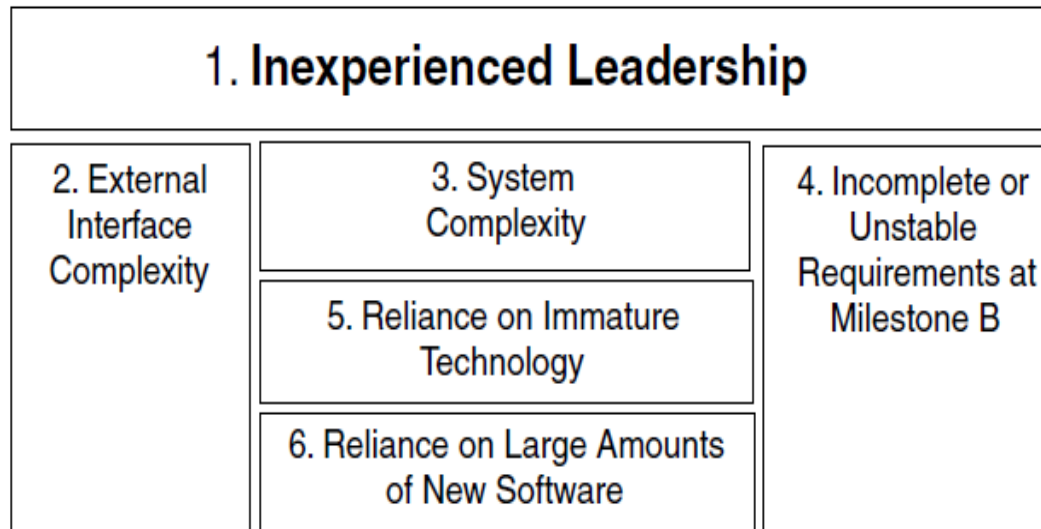 1. Inexperienced Leadership
2. External
Interface
Complexity
3. System
Complexity
4. Incomplete or
Unstable
Requirements at
Milestone B
5. Reliance on Immature
Technology
6. Reliance on Large Amounts
of New Software